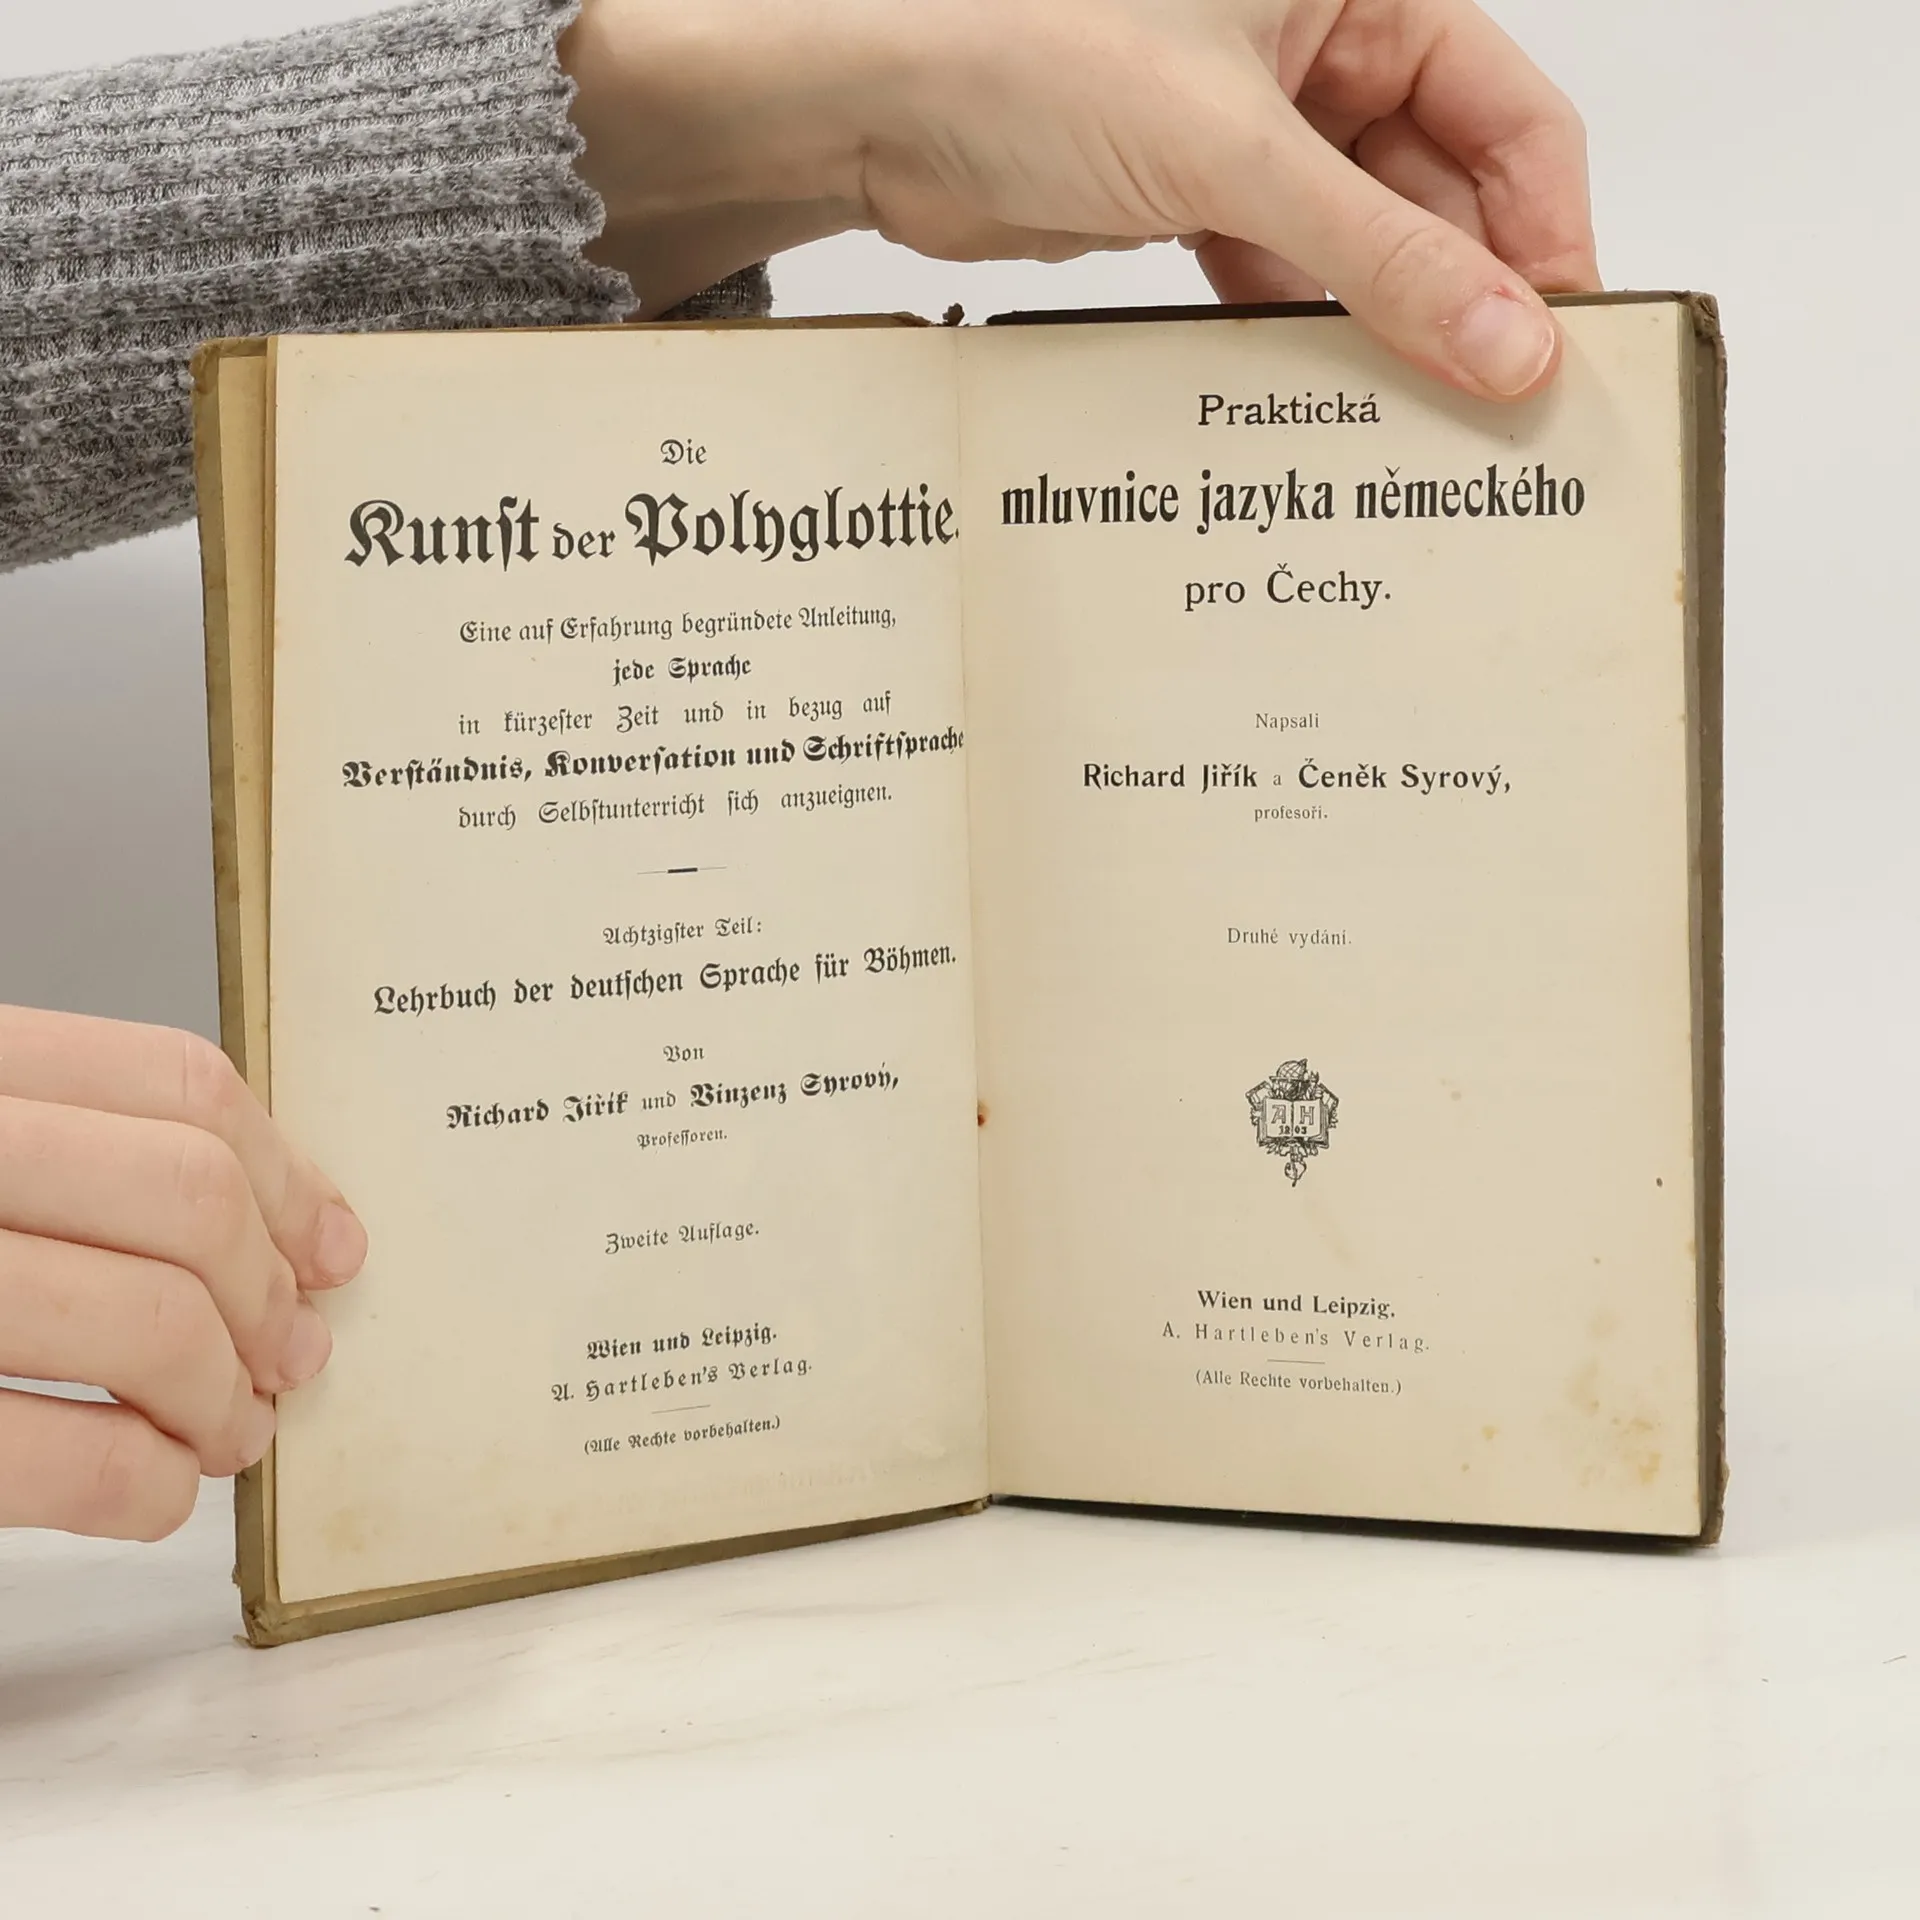 Die
Kunſt der Polyglottie.
Eine auf Erfahrung begründete Anleitung,
jede Sprache
in kürzeſter Zeit und in bezug auf
Verſtändnis, Konverſation und Schriftſprache
durch Selbſtunterricht ſich anzueignen.
Achtzigſter Teil:
Lehrbuch der deutſchen Sprache für Böhmen.
Von
Richard Jiřík und Vinzenz Syrový,
Profeſſoren.
Zweite Auflage.
Wien und Leipzig.
A. Hartleben's Verlag.
(Alle Rechte vorbehalten.)
Praktická
mluvnice jazyka německého
pro Čechy.
Napsali
Richard Jiřík a Čeněk Syrový,
profesoři.
Druhé vydání.
A H
1803
Wien und Leipzig.
A. Hartleben's Verlag.
(Alle Rechte vorbehalten.)